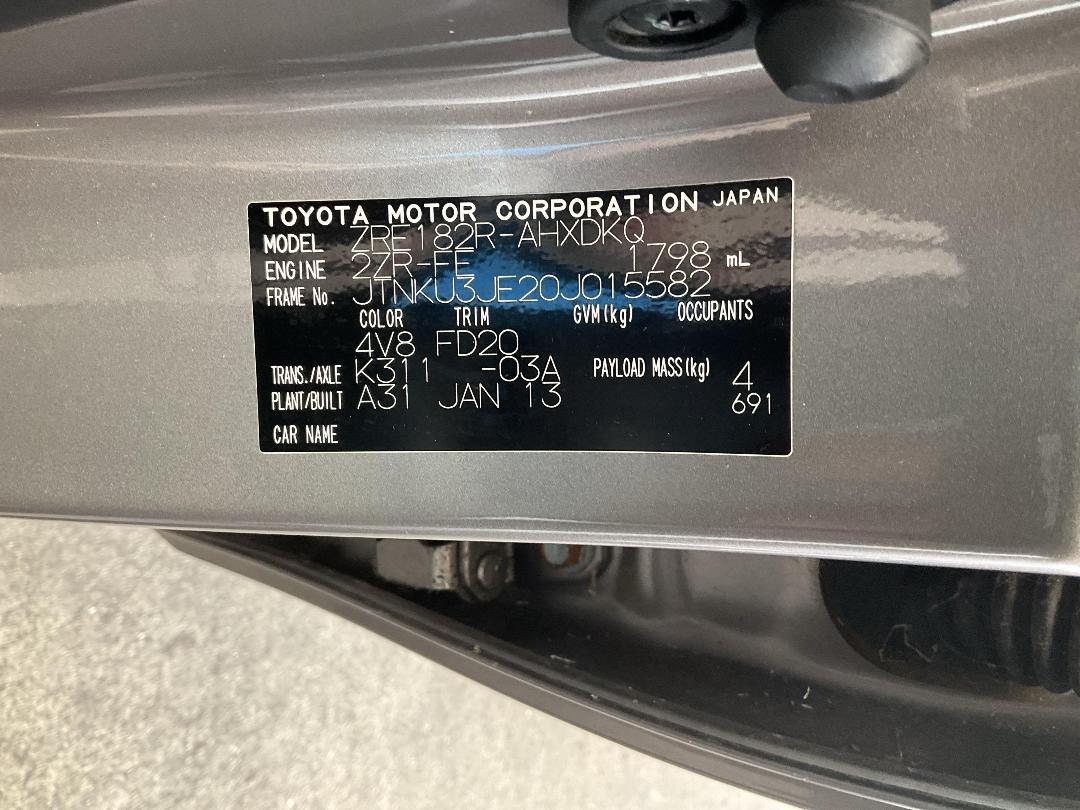 TOYOTA MOTOR CORPORATION JAPAN
MODEL ZRE182R-AHXDKQ
ENGINE 2ZR-FE 1798 mL
FRAME No. JTNKU3JE20J015582
COLOR TRIM GVM(kg) OCCUPANTS
4V8 FD20
TRANS./AXLE K311 -03A PAYLOAD MASS(kg) 4
PLANT/BUILT A31 JAN 13 691
CAR NAME